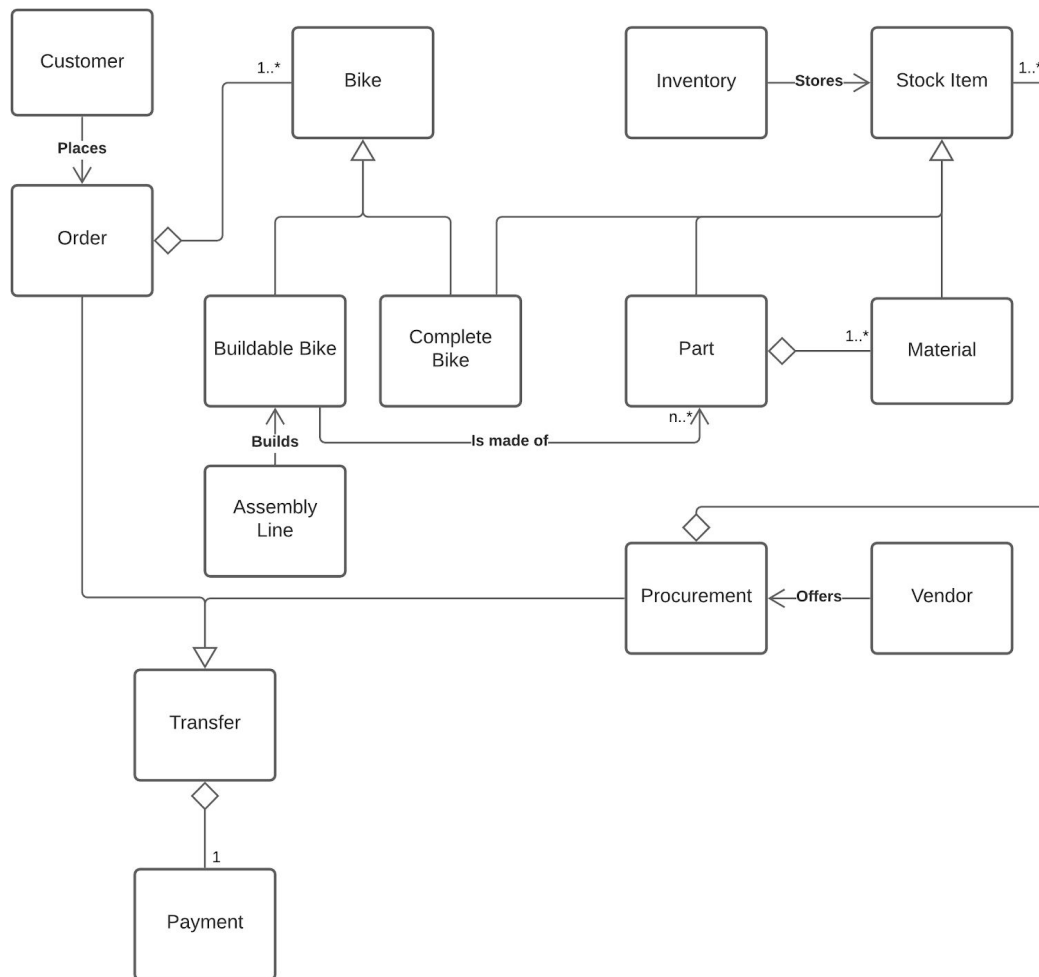 Customer
1..*
Bike
Inventory
Stores
Stock Item
1..*
Places
Order
Buildable Bike
Complete
Bike
Part
1..*
Material
n..*
Builds
Is made of
Assembly
Line
Procurement
Offers
Vendor
Transfer
1
Payment